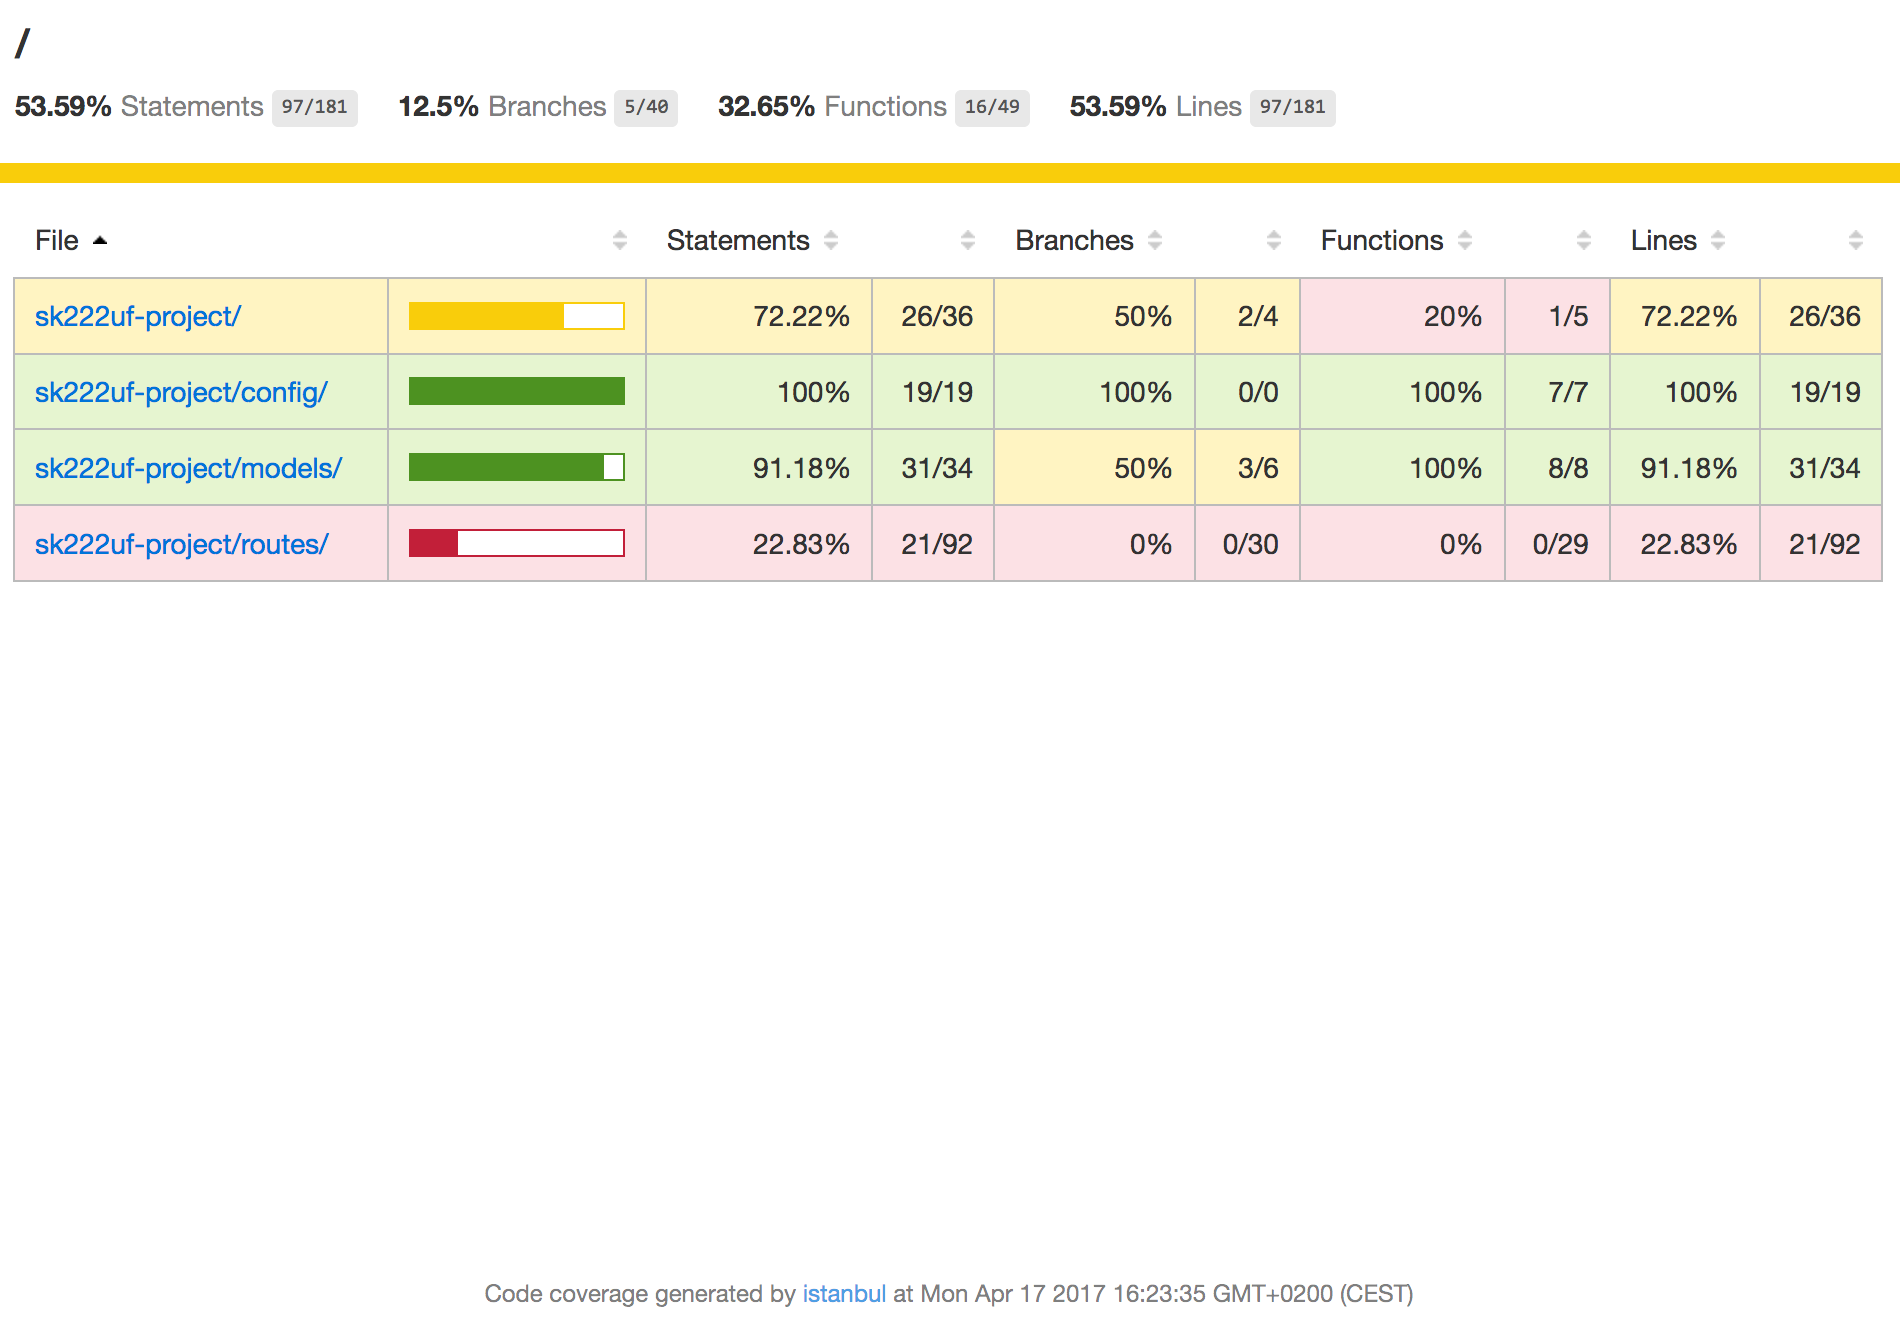 /
53.59% Statements 97/181 12.5% Branches 5/40 32.65% Functions 16/49 53.59% Lines 97/181
File Statements Branches Functions Lines
sk222uf-project/ 72.22% 26/36 50% 2/4 20% 1/5 72.22% 26/36
sk222uf-project/config/ 100% 19/19 100% 0/0 100% 7/7 100% 19/19
sk222uf-project/models/ 91.18% 31/34 50% 3/6 100% 8/8 91.18% 31/34
sk222uf-project/routes/ 22.83% 21/92 0% 0/30 0% 0/29 22.83% 21/92
Code coverage generated by istanbul at Mon Apr 17 2017 16:23:35 GMT+0200 (CEST)